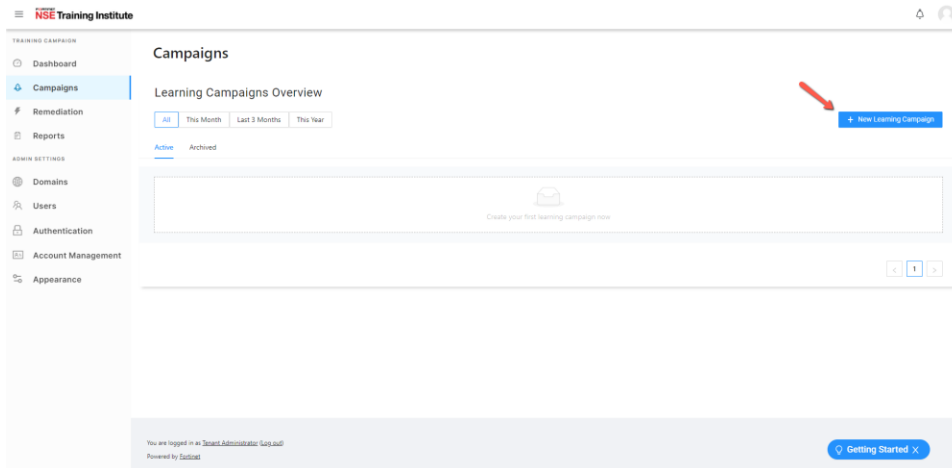 FORTINET
NSE Training Institute
TRAINING CAMPAIGN
Dashboard
Campaigns
Remediation
Reports
ADMIN SETTINGS
Domains
Users
Authentication
Account Management
Appearance
Campaigns
Learning Campaigns Overview
All This Month Last 3 Months This Year
+ New Learning Campaign
Active Archived
Create your first learning campaign now
< 1 >
You are logged in as Tenant Administrator (Log out)
Powered by Fortinet
Getting Started X